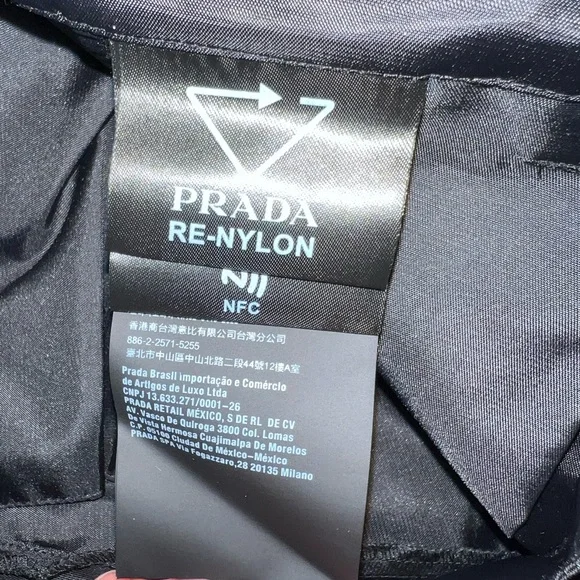 PRADA
RE-NYLON
NFC
香港商台灣惠比有限公司台灣分公司
886-2-2571-5255
臺北市中山區中山北路二段44號12樓A室
Prada Brasil importação e Comércio
de Artigos de Luxo Ltda
CNPJ 13.633.271/0001-26
PRADA RETAIL MÉXICO, S DE RL DE CV
AV. Vasco De Quiroga 3800 Col. Lomas
De Vista Hermosa Cuajimalpa De Morelos
C.P. 05100 Ciudad De México-México
PRADA SPA Via Fogazzaro,28 20135 Milano